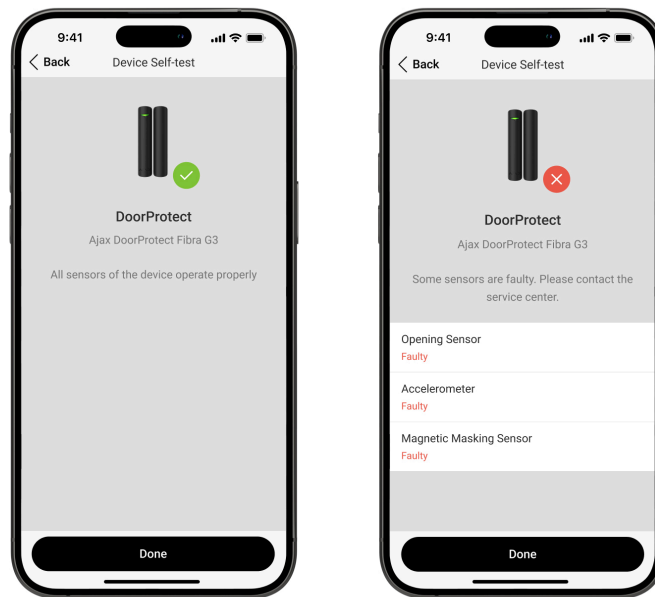 9:41
Back
Device Self-test
DoorProtect
Ajax DoorProtect Fibra G3
All sensors of the device operate properly
Done
9:41
Back
Device Self-test
DoorProtect
Ajax DoorProtect Fibra G3
Some sensors are faulty. Please contact the
service center.
Opening Sensor
Faulty
Accelerometer
Faulty
Magnetic Masking Sensor
Faulty
Done